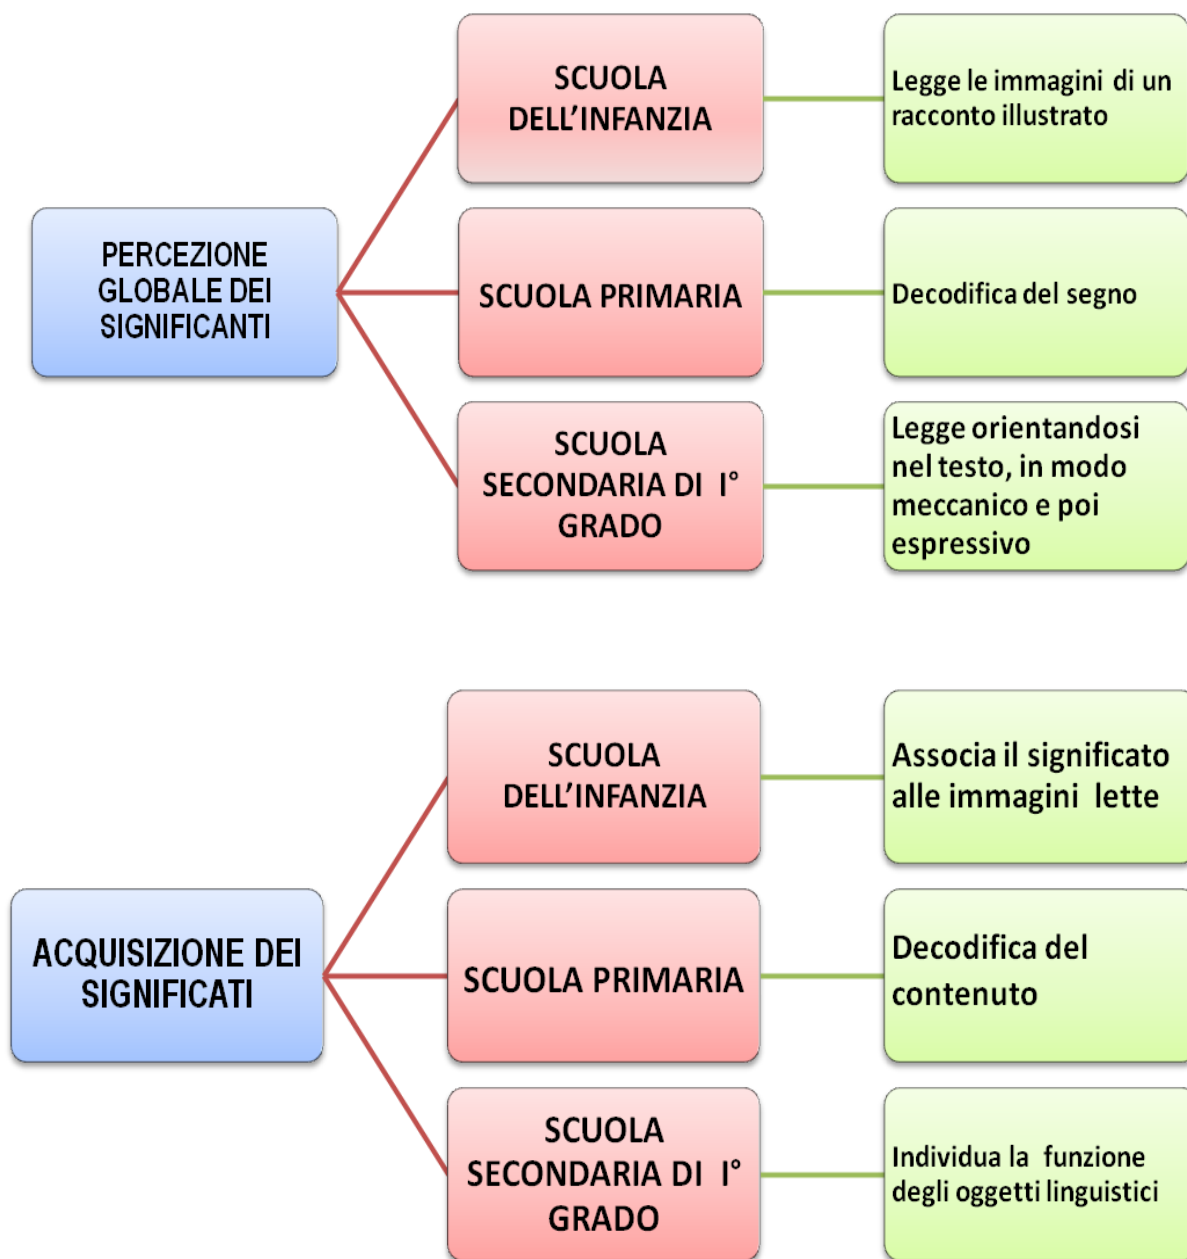 PERCEZIONE
GLOBALE DEI
SIGNIFICANTI
SCUOLA
DELL’INFANZIA
Legge le immagini di un
racconto illustrato
SCUOLA PRIMARIA
Decodifica del segno
SCUOLA
SECONDARIA DI I°
GRADO
Legge orientandosi
nel testo, in modo
meccanico e poi
espressivo
ACQUISIZIONE DEI
SIGNIFICATI
SCUOLA
DELL’INFANZIA
Associa il significato
alle immagini lette
SCUOLA PRIMARIA
Decodifica del
contenuto
SCUOLA
SECONDARIA DI I°
GRADO
Individua la funzione
degli oggetti linguistici